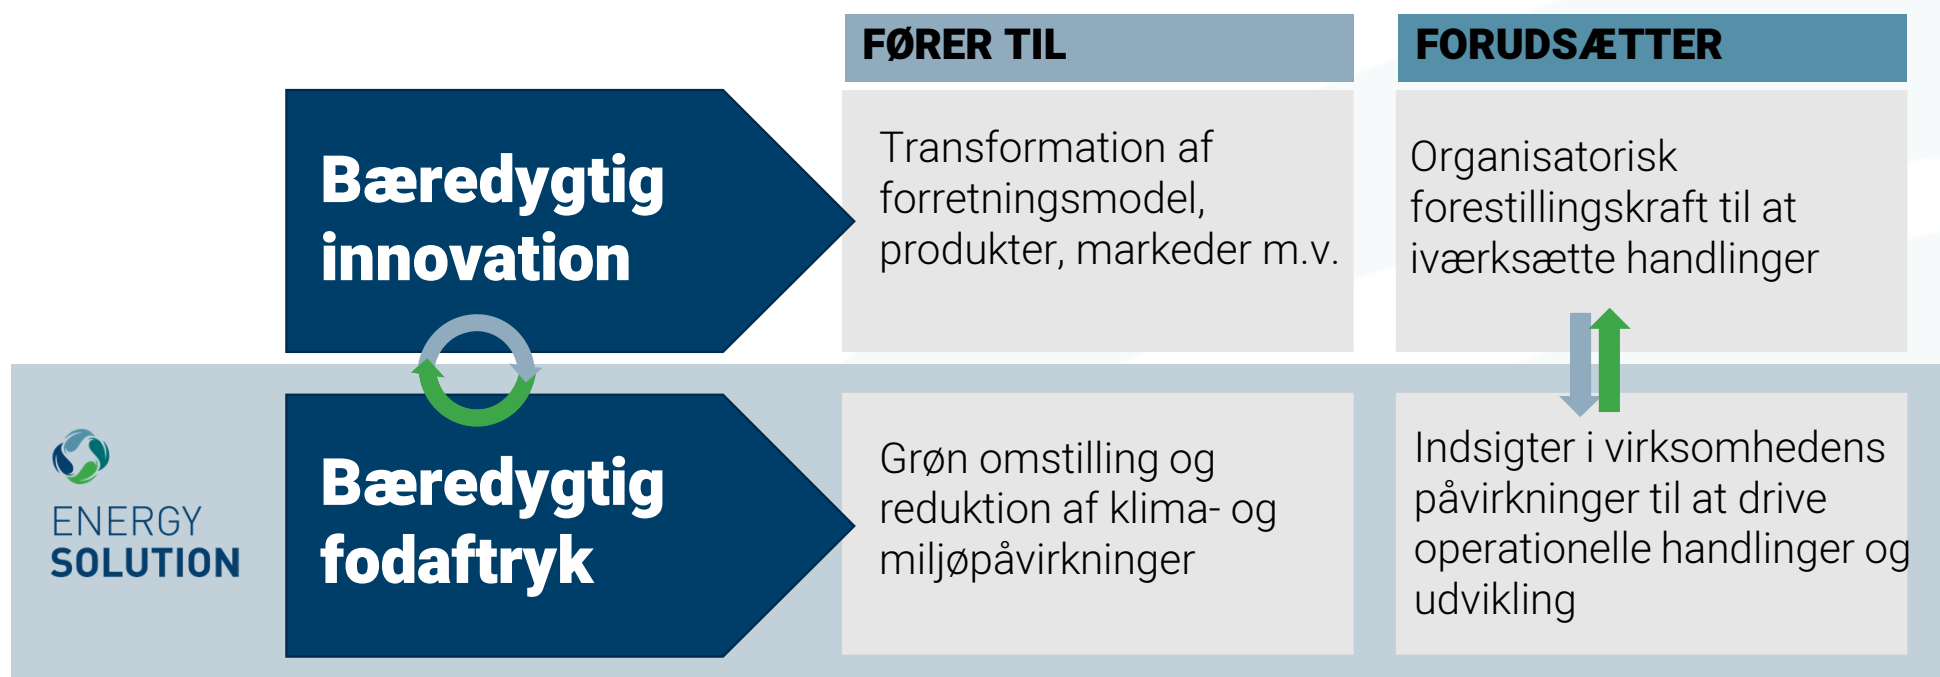 FØRER TIL
FORUDSÆTTER
Bæredygtig
innovation
Transformation af
forretningsmodel,
produkter, markeder m.v.
Organisatorisk
forestillingskraft til at
iværksætte handlinger
ENERGY
SOLUTION
Bæredygtig
fodaftryk
Grøn omstilling og
reduktion af klima- og
miljøpåvirkninger
Indsigter i virksomhedens
påvirkninger til at drive
operationelle handlinger og
udvikling